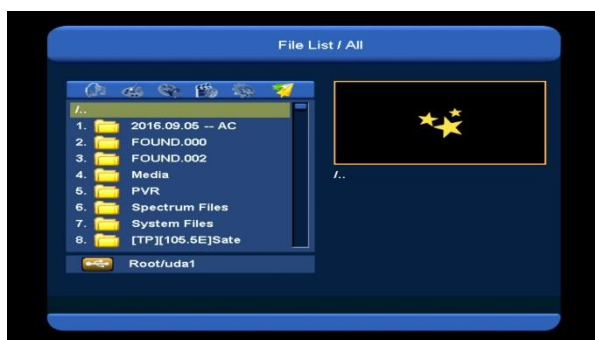 File List / All
/..
1. 2016.09.05 -- AC
2. FOUND.000
3. FOUND.002
4. Media
5. PVR
6. Spectrum Files
7. System Files
8. [TP][105.5E]Sate
/..
Root/uda1